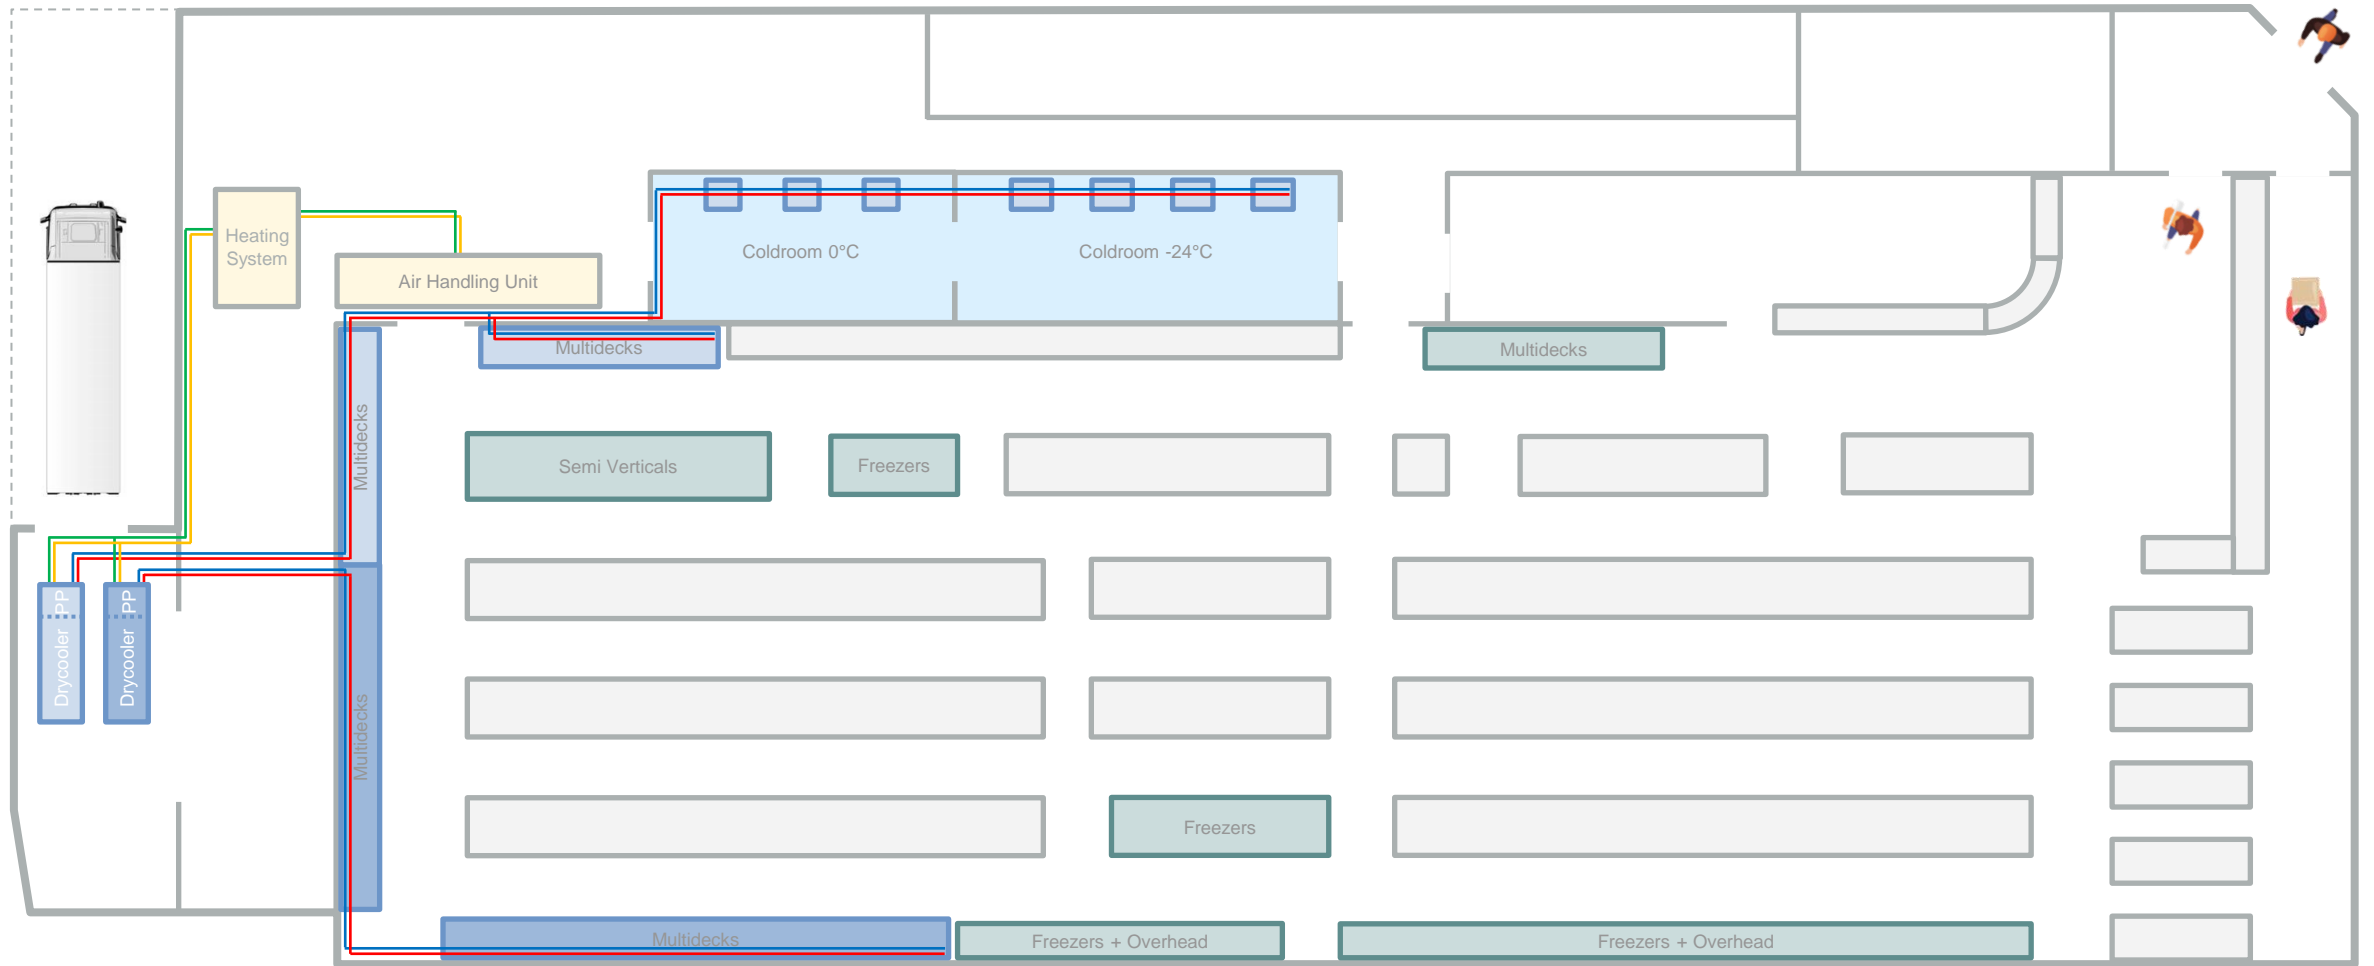 Heating
System
Air Handling Unit
Coldroom 0°C
Coldroom -24°C
Multidecks
Multidecks
Multidecks
Semi Verticals
Freezers
PP
Drycooler
PP
Drycooler
Multidecks
Freezers
Multidecks
Freezers + Overhead
Freezers + Overhead